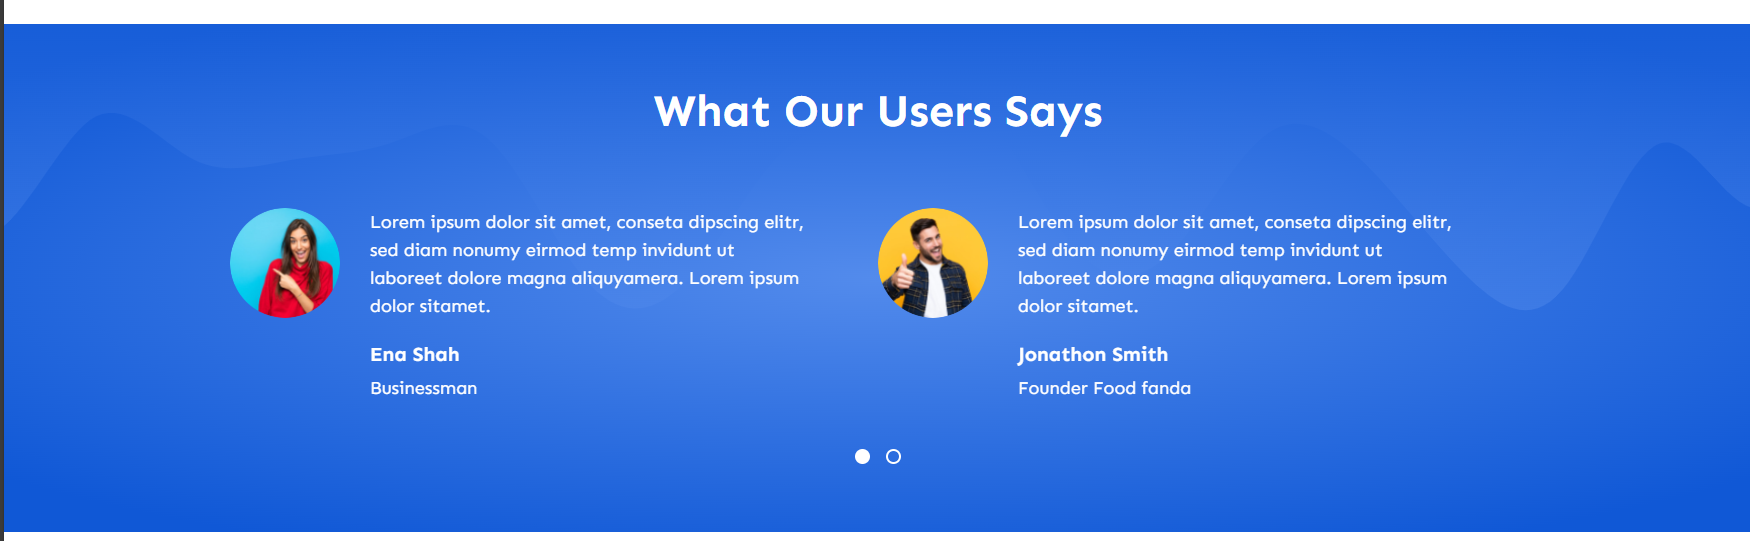 What Our Users Says
Lorem ipsum dolor sit amet, conseta dipscing elitr,
sed diam nonumy eirmod temp invidunt ut
laboreet dolore magna aliquyamera. Lorem ipsum
dolor sitamet.
Ena Shah
Businessman
Lorem ipsum dolor sit amet, conseta dipscing elitr,
sed diam nonumy eirmod temp invidunt ut
laboreet dolore magna aliquyamera. Lorem ipsum
dolor sitamet.
Jonathon Smith
Founder Food fanda